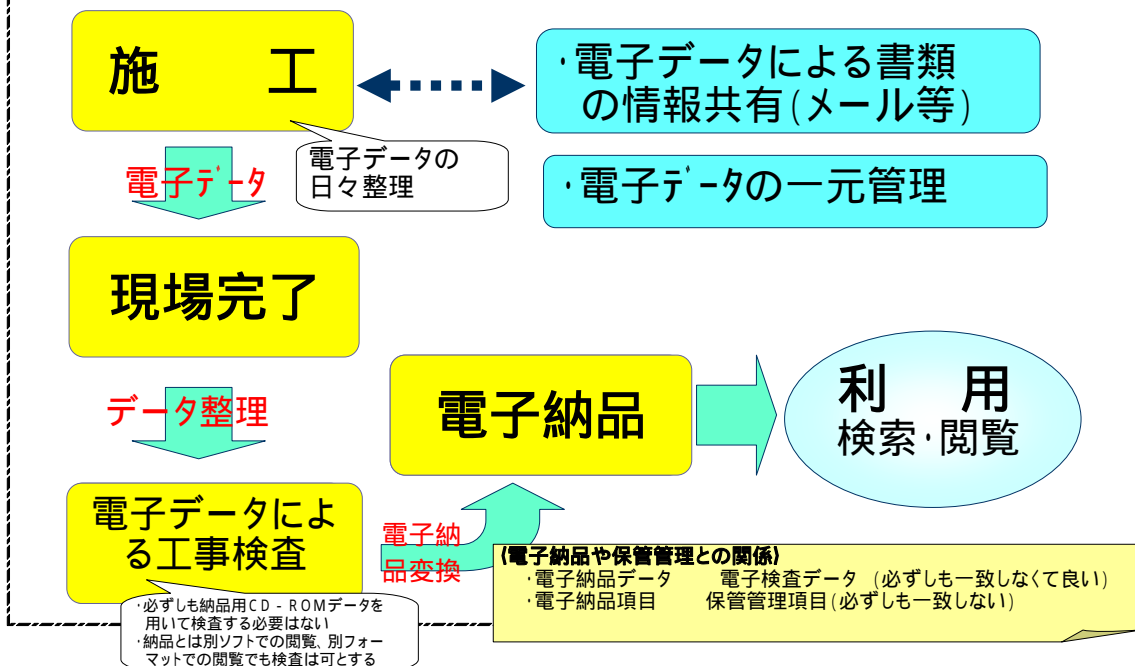 施　　工
・電子データによる書類
の情報共有(メール等)
電子データの
日々整理
電子ﾃﾞｰﾀ
・電子ﾃﾞｰﾀの一元管理
現場完了
データ整理
電子納品
利　用
検索・閲覧
電子データによ
る工事検査
電子納
品変換
(電子納品や保管管理との関係)
・電子納品データ　　電子検査データ (必ずしも一致しなくて良い)
・電子納品項目　　保管管理項目(必ずしも一致しない)
・必ずしも納品用CD-ROMデータを
用いて検査する必要はない
・納品とは別ソフトでの閲覧、別フォー
マットでの閲覧でも検査は可とする